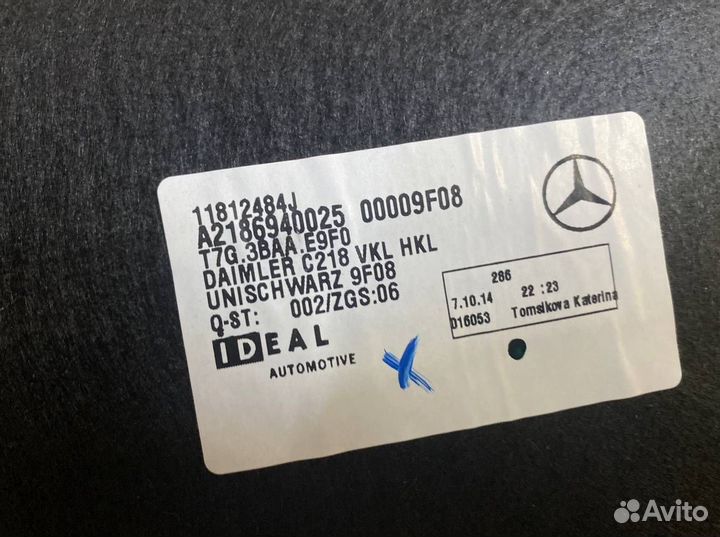 11812484J
A2186940025 00009F08
T7G.3BAA.E9F0
DAIMLER C218 VKL HKL
UNISCHWARZ 9F08
Q-ST: 002/ZGS:06
IDEAL
AUTOMOTIVE
286
7.10.14 22:23
016053 Tomsikova Katerina
Avito